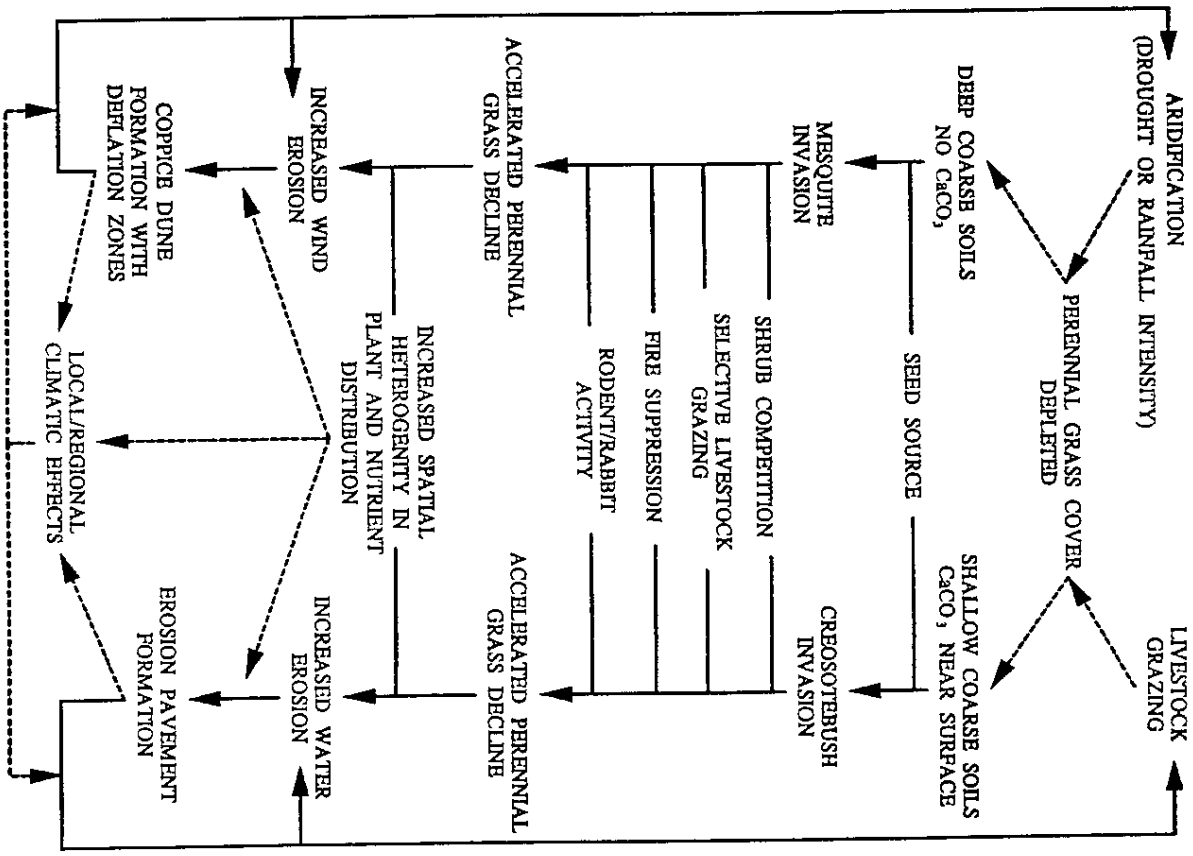 ARIDIFICATION
(DROUGHT OR RAINFALL INTENSITY)
LIVESTOCK
GRAZING
PERENNIAL GRASS COVER
DEPLETED
DEEP COARSE SOILS
NO CaCO₃
SHALLOW COARSE SOILS
CaCO₃ NEAR SURFACE
SEED SOURCE
MESQUITE
INVASION
CREOSOTEBUSH
INVASION
SHRUB COMPETITION
SELECTIVE LIVESTOCK
GRAZING
FIRE SUPPRESSION
RODENT/RABBIT
ACTIVITY
ACCELERATED PERENNIAL
GRASS DECLINE
ACCELERATED PERENNIAL
GRASS DECLINE
INCREASED SPATIAL
HETEROGENITY IN
PLANT AND NUTRIENT
DISTRIBUTION
INCREASED WIND
EROSION
INCREASED WATER
EROSION
COPPICE DUNE
FORMATION WITH
DEFLATION ZONES
EROSION PAVEMENT
FORMATION
LOCAL/REGIONAL
CLIMATIC EFFECTS